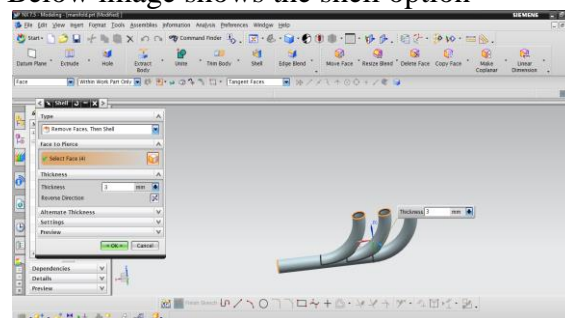 Below image shows the shell option
NX 7.5 - Modeling - [manifold.prt (Modified) ]
SIEMENS
File Edit View Insert Format Tools Assemblies Information Analysis Preferences Window Help
Start Command Finder
Datum Plane Extrude Hole Extract Body Unite Trim Body Shell Edge Blend Move Face Resize Blend Delete Face Copy Face Make Coplanar Linear Dimension
Face Within Work Part Only Tangent Faces
Shell
Type
Remove Faces, Then Shell
Face to Pierce
Select Face (4)
Thickness
Thickness 3 mm
Reverse Direction
Alternate Thickness
Settings
Preview
OK Cancel
Thickness 3 mm
Dependencies
Details
Preview